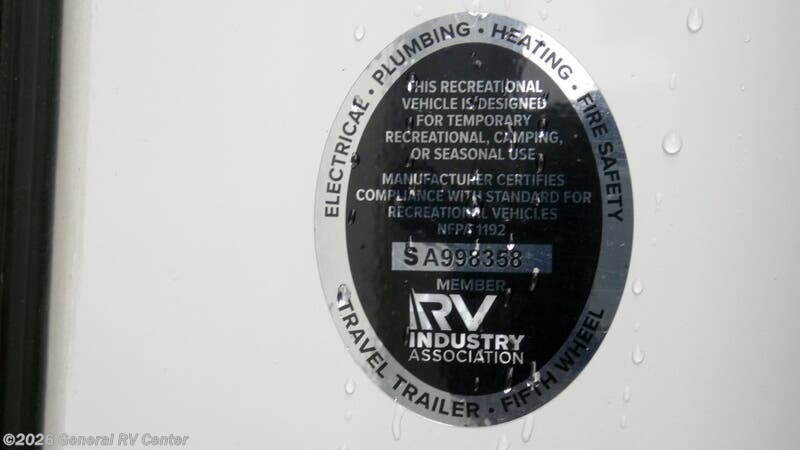 ELECTRICAL • PLUMBING • HEATING • FIRE SAFETY
THIS RECREATIONAL
VEHICLE IS DESIGNED
FOR TEMPORARY
RECREATIONAL, CAMPING,
OR SEASONAL USE
MANUFACTURER CERTIFIES
COMPLIANCE WITH STANDARD FOR
RECREATIONAL VEHICLES
NFPA 1192
S A998358
MEMBER
RV
INDUSTRY
ASSOCIATION
TRAVEL TRAILER • FIFTH WHEEL
©2026 General RV Center